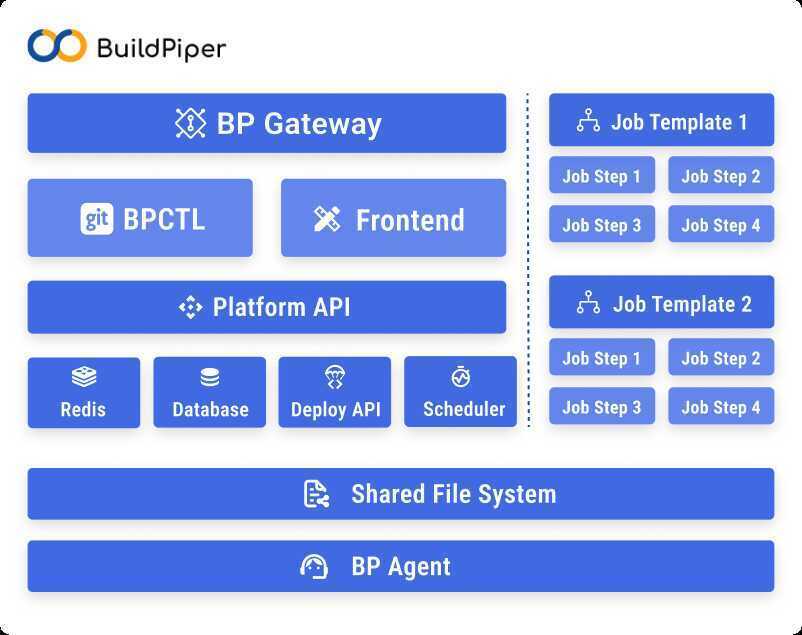 BuildPiper
BP Gateway
git BPCTL
Frontend
Platform API
Redis
Database
Deploy API
Scheduler
Job Template 1
Job Step 1
Job Step 2
Job Step 3
Job Step 4
Job Template 2
Job Step 1
Job Step 2
Job Step 3
Job Step 4
Shared File System
BP Agent